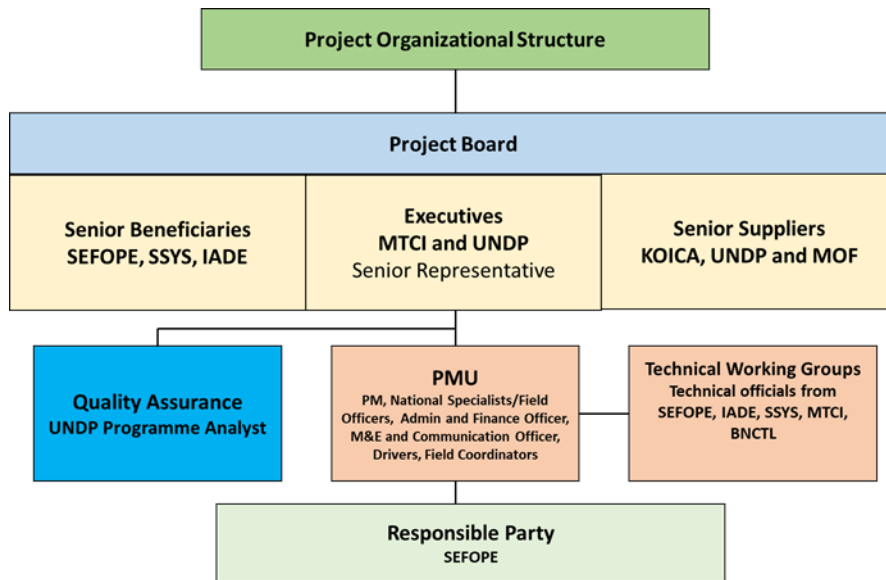 Project Organizational Structure
Project Board
Senior Beneficiaries
SEFOPE, SSYS, IADE
Executives
MTCI and UNDP
Senior Representative
Senior Suppliers
KOICA, UNDP and MOF
Quality Assurance
UNDP Programme Analyst
PMU
PM, National Specialists/Field
Officers, Admin and Finance Officer,
M&E and Communication Officer,
Drivers, Field Coordinators
Technical Working Groups
Technical officials from
SEFOPE, IADE, SSYS, MTCI,
BNCTL
Responsible Party
SEFOPE